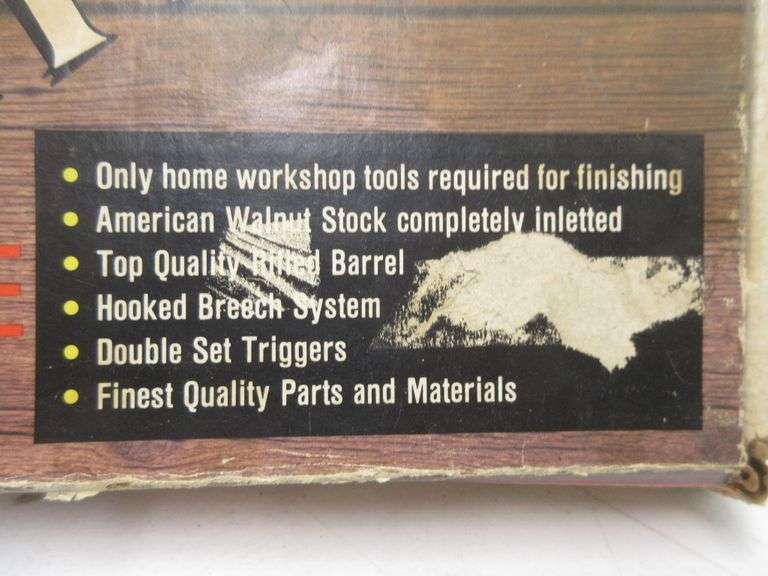 Only home workshop tools required for finishing
American Walnut Stock completely inletted
Top Quality Rifled Barrel
Hooked Breech System
Double Set Triggers
Finest Quality Parts and Materials